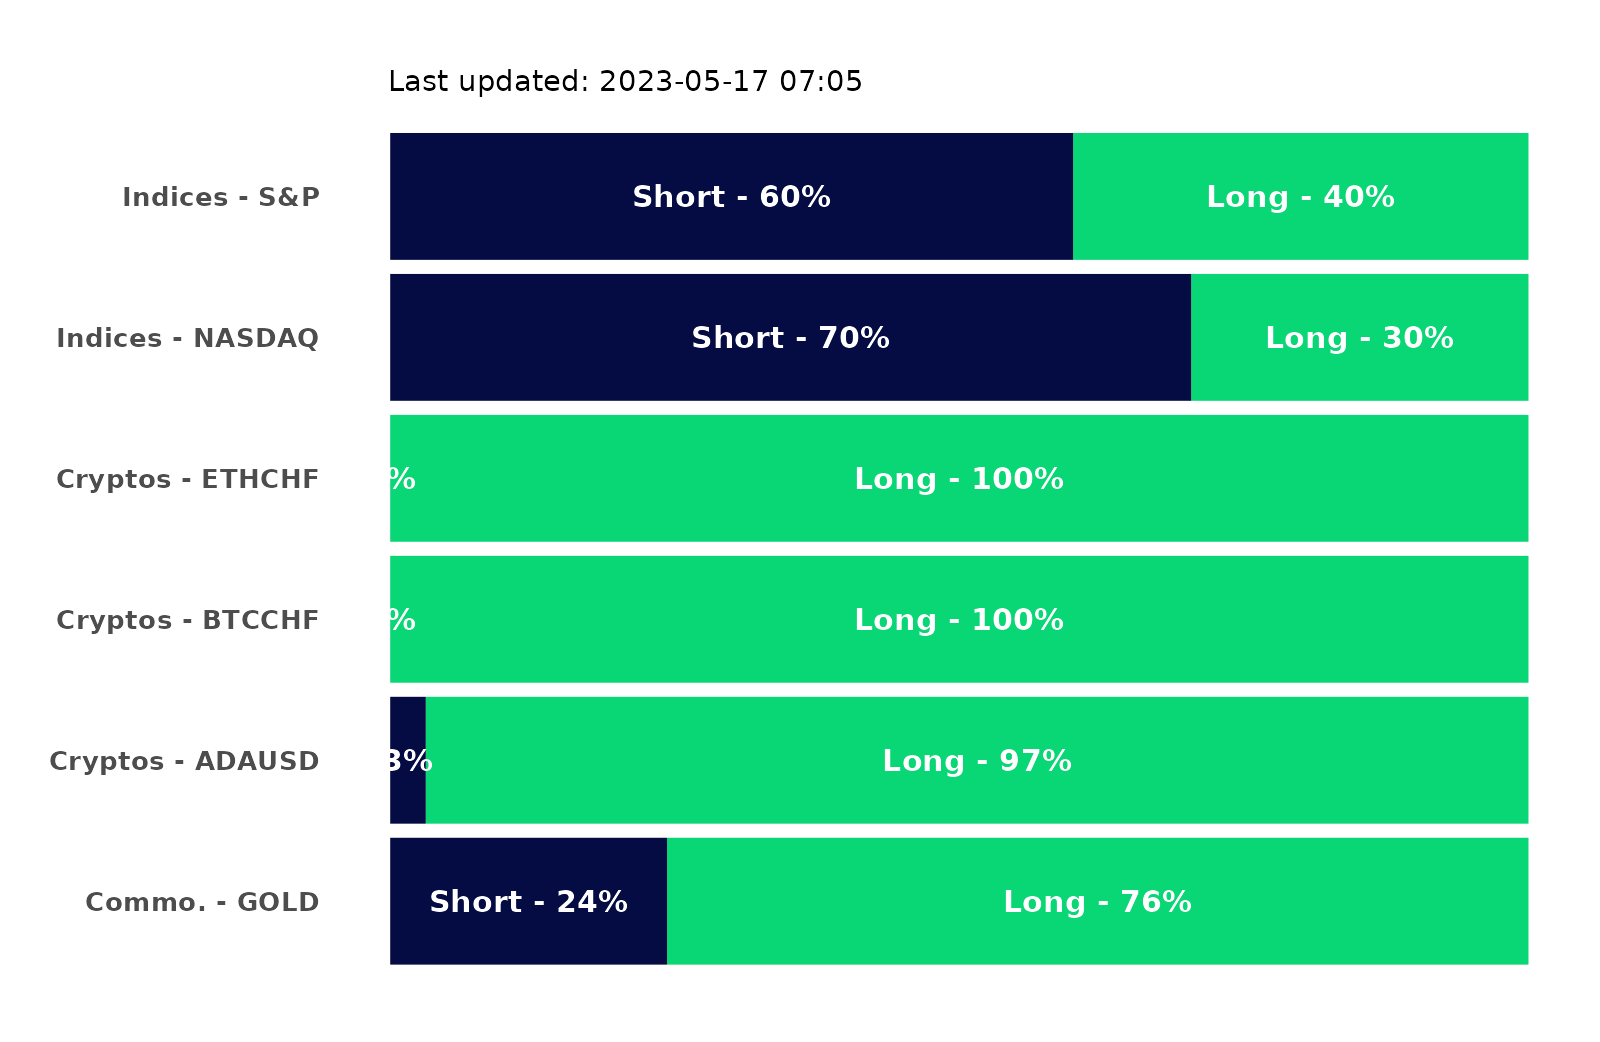 Last updated: 2023-05-17 07:05
Indices - S&P Short - 60% Long - 40%
Indices - NASDAQ Short - 70% Long - 30%
Cryptos - ETHCHF % Long - 100%
Cryptos - BTCCHF % Long - 100%
Cryptos - ADAUSD 3% Long - 97%
Commo. - GOLD Short - 24% Long - 76%